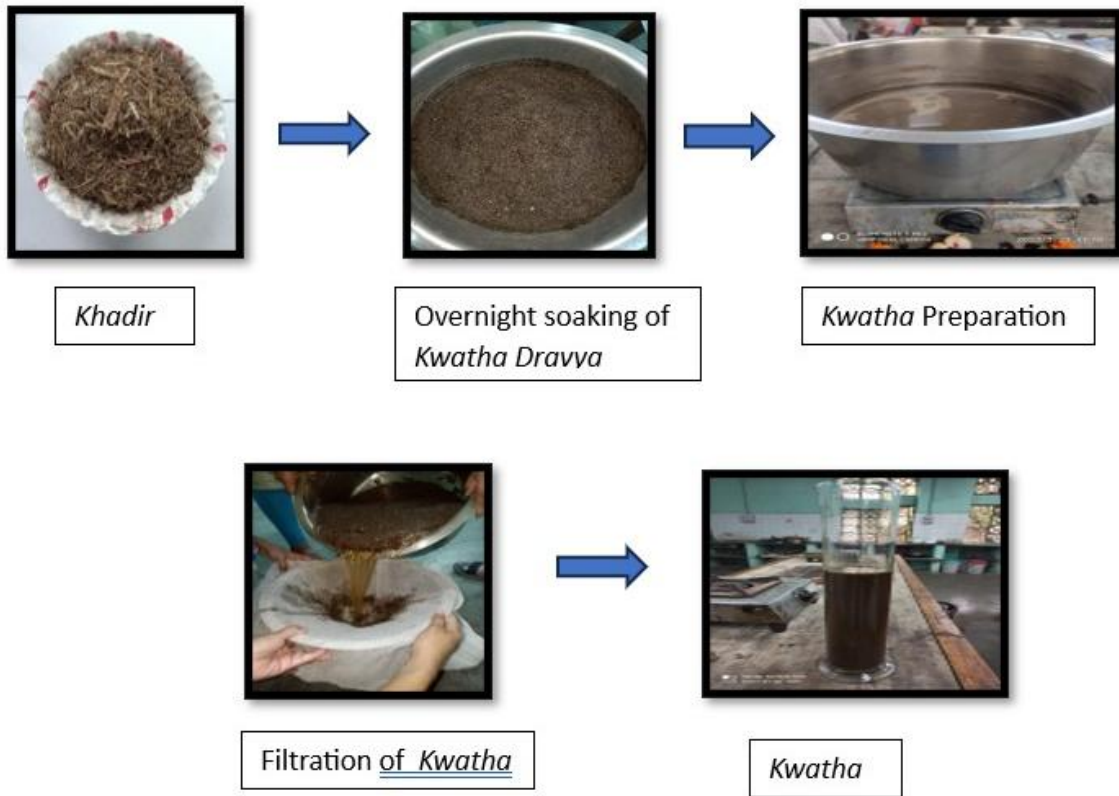 Khadir
Overnight soaking of
Kwatha Dravya
Kwatha Preparation
Filtration of Kwatha
Kwatha